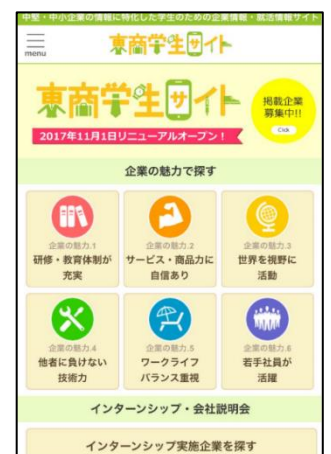 中堅・中小企業の情報に特化した学生のための企業情報・就活情報サイト
menu
東商学生サイト
東商学生サイト
掲載企業
募集中!!
Click
2017年11月1日リニューアルオープン!
企業の魅力で探す
企業の魅力.1
研修・教育体制が
充実
企業の魅力.2
サービス・商品力に
自信あり
企業の魅力.3
世界を視野に
活動
企業の魅力.4
他者に負けない
技術力
企業の魅力.5
ワークライフ
バランス重視
企業の魅力.6
若手社員が
活躍
インターンシップ・会社説明会
インターンシップ実施企業を探す